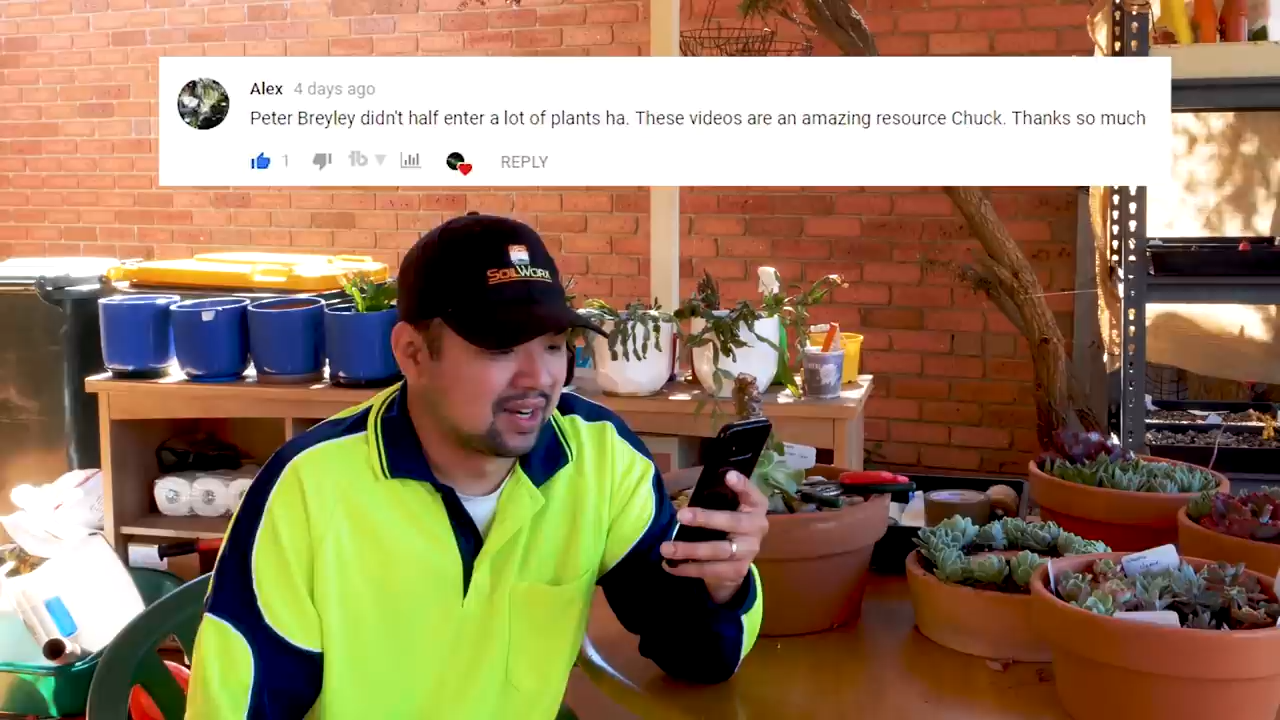 Alex 4 days ago
Peter Breyley didn't half enter a lot of plants ha. These videos are an amazing resource Chuck. Thanks so much
1 REPLY
SOILWORX